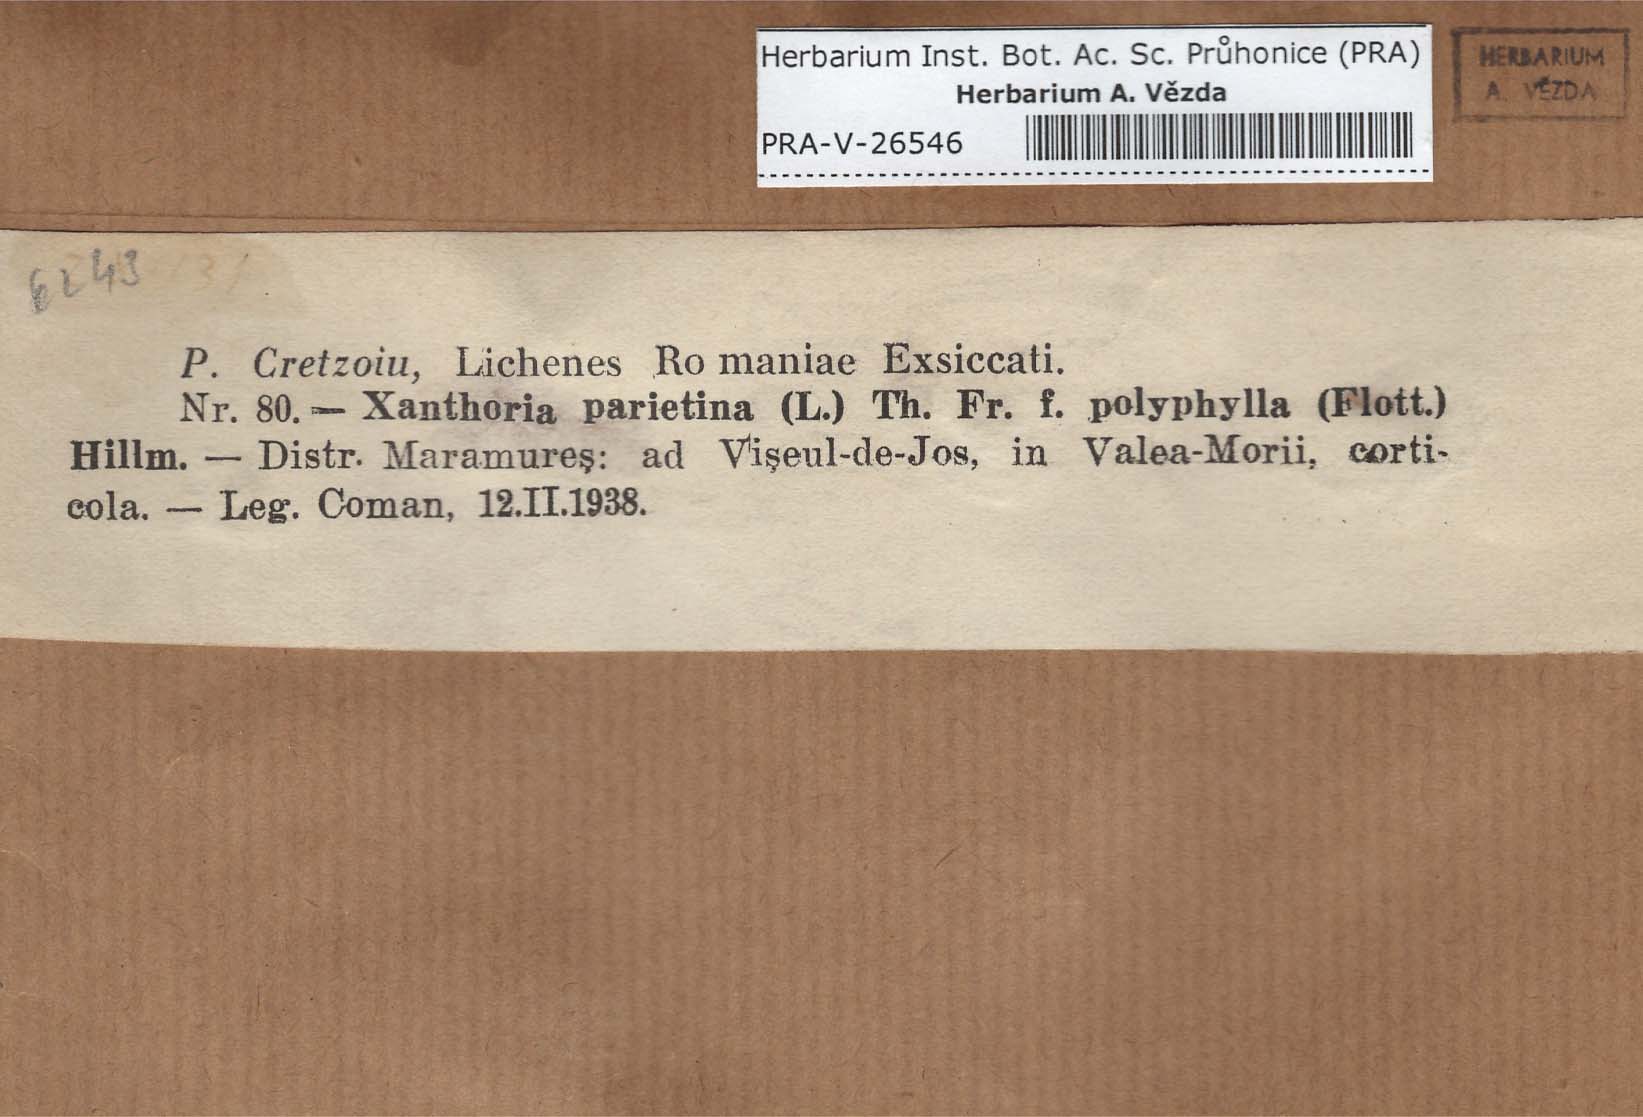 Herbarium Inst. Bot. Ac. Sc. Průhonice (PRA)
Herbarium A. Vězda
PRA-V-26546
HERBARIUM
A. VĚZDA
6243
P. Cretzoiu, Lichenes Romaniae Exsiccati.
Nr. 80. — Xanthoria parietina (L.) Th. Fr. f. polyphylla (Flott.)
Hillm. — Distr. Maramureş: ad Vişeul-de-Jos, in Valea-Morii, corti-
cola. — Leg. Coman, 12.II.1938.